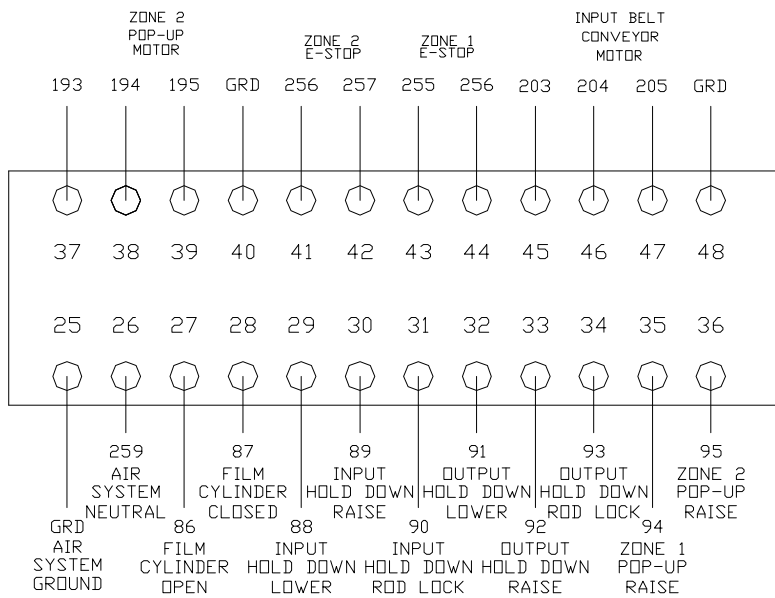 ZONE 2
POP-UP
MOTOR
ZONE 2
E-STOP
ZONE 1
E-STOP
INPUT BELT
CONVEYOR
MOTOR
193 194 195 GRD 256 257 255 256 203 204 205 GRD
37 38 39 40 41 42 43 44 45 46 47 48
25 26 27 28 29 30 31 32 33 34 35 36
259
AIR
SYSTEM
NEUTRAL
87
FILM
CYLINDER
CLOSED
89
INPUT
HOLD DOWN
RAISE
91
OUTPUT
HOLD DOWN
LOWER
93
OUTPUT
HOLD DOWN
ROD LOCK
95
ZONE 2
POP-UP
RAISE
GRD
AIR
SYSTEM
GROUND
86
FILM
CYLINDER
OPEN
88
INPUT
HOLD DOWN
LOWER
90
INPUT
HOLD DOWN
ROD LOCK
92
OUTPUT
HOLD DOWN
RAISE
94
ZONE 1
POP-UP
RAISE